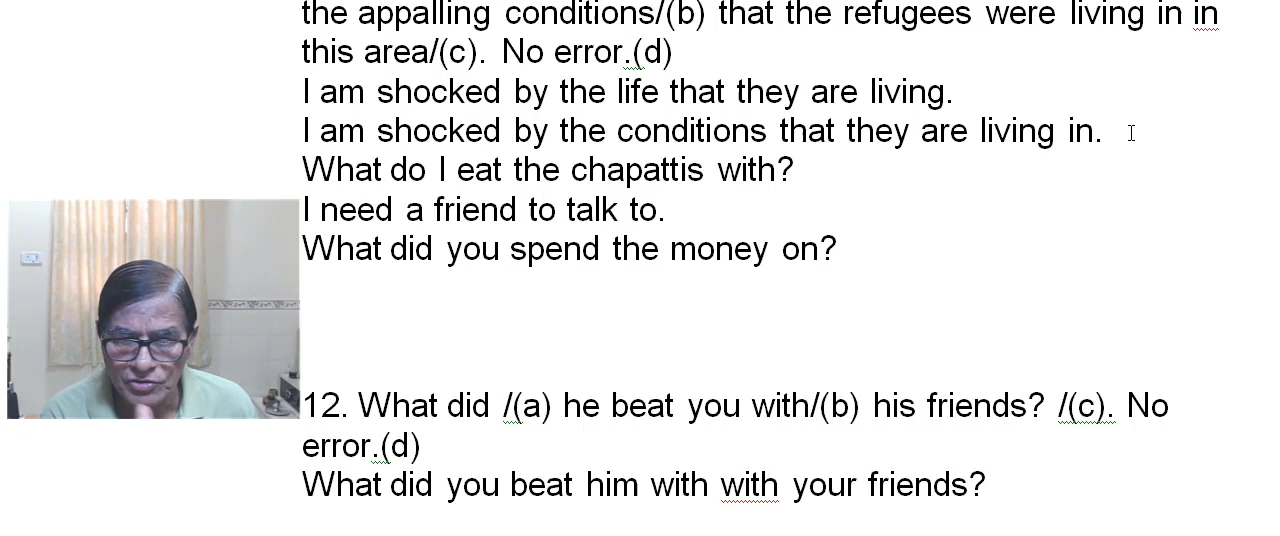 the appalling conditions/(b) that the refugees were living in in
this area/(c). No error.(d)
I am shocked by the life that they are living.
I am shocked by the conditions that they are living in.
What do I eat the chapattis with?
I need a friend to talk to.
What did you spend the money on?
12. What did /(a) he beat you with/(b) his friends? /(c). No
error.(d)
What did you beat him with with your friends?